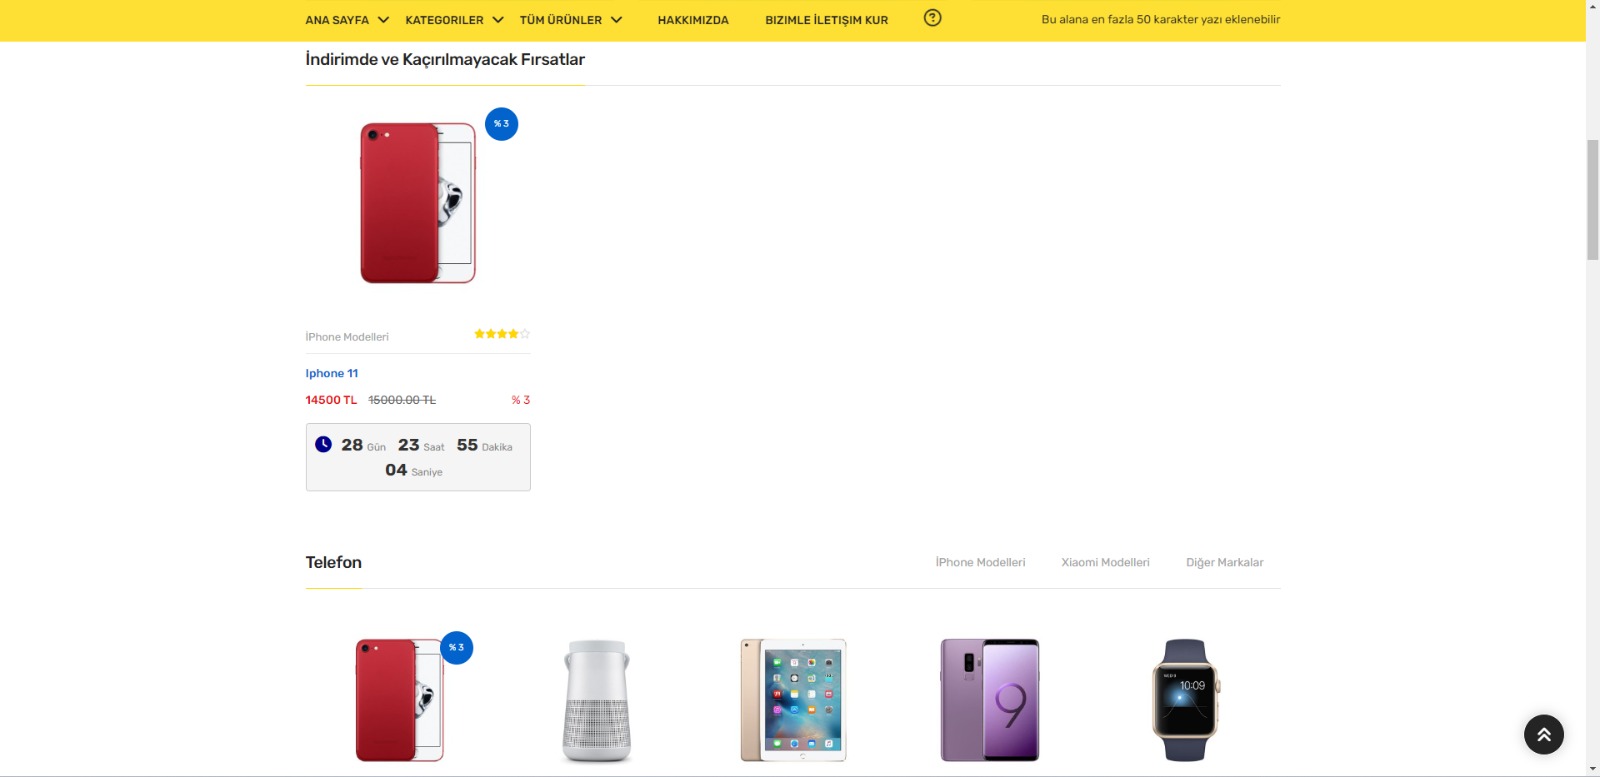 ANA SAYFA KATEGORILER TÜM ÜRÜNLER HAKKIMIZDA BIZIMLE İLETIŞIM KUR Bu alana en fazla 50 karakter yazı eklenebilir
İndirimde ve Kaçırılmayacak Fırsatlar
% 3
İPhone Modelleri
Iphone 11
14500 TL 15000.00 TL % 3
28 Gün 23 Saat 55 Dakika
04 Saniye
Telefon İPhone Modelleri Xiaomi Modelleri Diğer Markalar
% 3
10:09
9